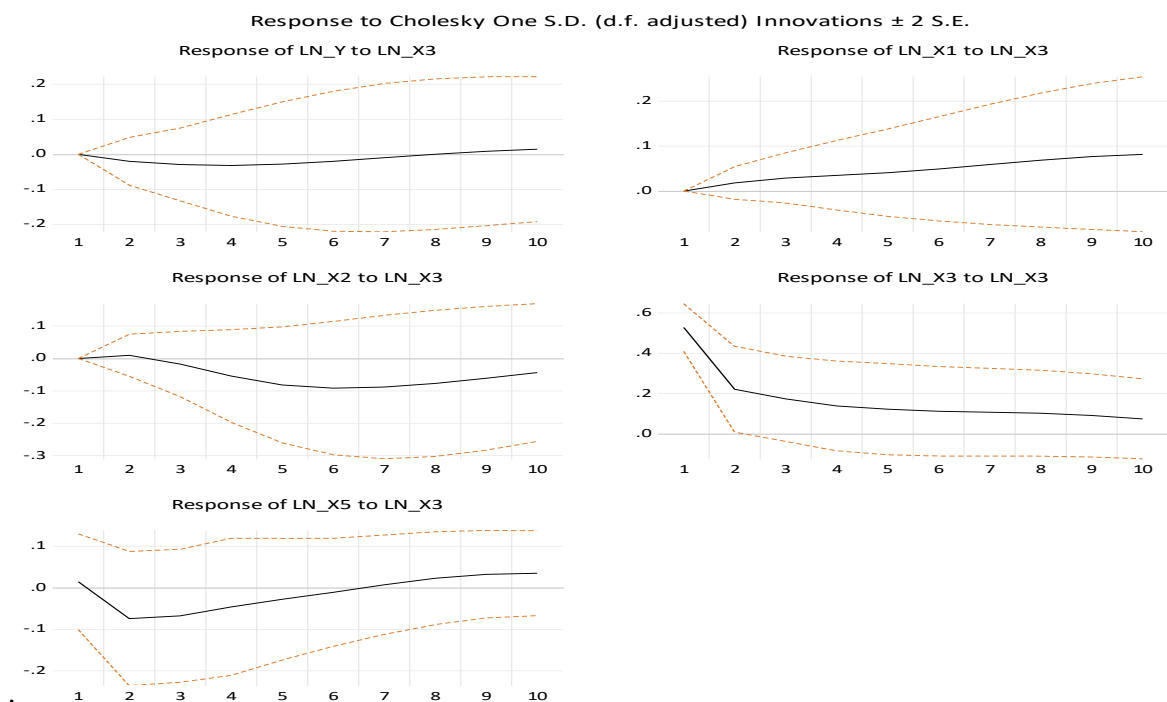 Response to Cholesky One S.D. (d.f. adjusted) Innovations ± 2 S.E.
Response of LN_Y to LN_X3
.2
.1
.0
-.1
-.2
1 2 3 4 5 6 7 8 9 10
Response of LN_X1 to LN_X3
.2
.1
.0
1 2 3 4 5 6 7 8 9 10
Response of LN_X2 to LN_X3
.1
.0
-.1
-.2
-.3
1 2 3 4 5 6 7 8 9 10
Response of LN_X3 to LN_X3
.6
.4
.2
.0
1 2 3 4 5 6 7 8 9 10
Response of LN_X5 to LN_X3
.1
.0
-.1
-.2
1 2 3 4 5 6 7 8 9 10
.